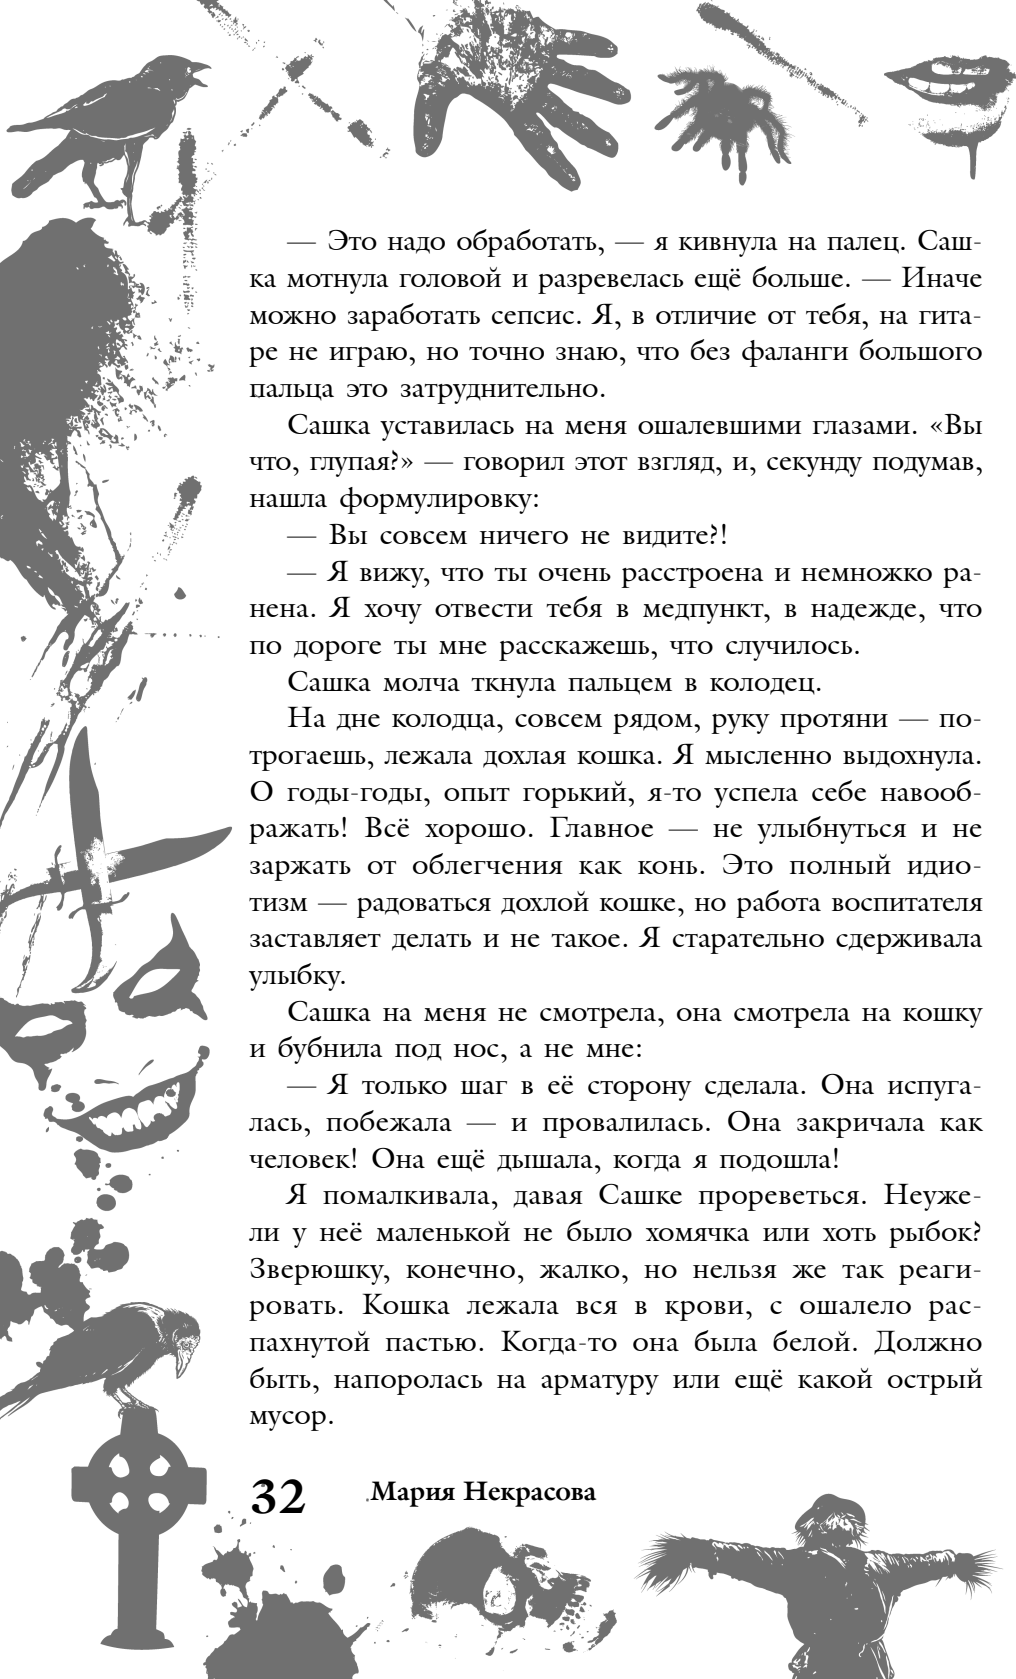 — Это надо обработать, — я кивнула на палец. Саш-
ка мотнула головой и разревелась ещё больше. — Иначе
можно заработать сепсис. Я, в отличие от тебя, на гита-
ре не играю, но точно знаю, что без фаланги большого
пальца это затруднительно.
Сашка уставилась на меня ошалевшими глазами. «Вы
что, глупая?» — говорил этот взгляд, и, секунду подумав,
нашла формулировку:
— Вы совсем ничего не видите?!
— Я вижу, что ты очень расстроена и немножко ра-
нена. Я хочу отвести тебя в медпункт, в надежде, что
по дороге ты мне расскажешь, что случилось.
Сашка молча ткнула пальцем в колодец.
На дне колодца, совсем рядом, руку протяни — по-
трогаешь, лежала дохлая кошка. Я мысленно выдохнула.
О годы-годы, опыт горький, я-то успела себе навооб-
ражать! Всё хорошо. Главное — не улыбнуться и не
заржать от облегчения как конь. Это полный идио-
тизм — радоваться дохлой кошке, но работа воспитателя
заставляет делать и не такое. Я старательно сдерживала
улыбку.
Сашка на меня не смотрела, она смотрела на кошку
и бубнила под нос, а не мне:
— Я только шаг в её сторону сделала. Она испуга-
лась, побежала — и провалилась. Она закричала как
человек! Она ещё дышала, когда я подошла!
Я помалкивала, давая Сашке прореветься. Неуже-
ли у неё маленькой не было хомячка или хоть рыбок?
Зверюшку, конечно, жалко, но нельзя же так реаги-
ровать. Кошка лежала вся в крови, с ошалело рас-
пахнутой пастью. Когда-то она была белой. Должно
быть, напоролась на арматуру или ещё какой острый
мусор.
32 Мария Некрасова